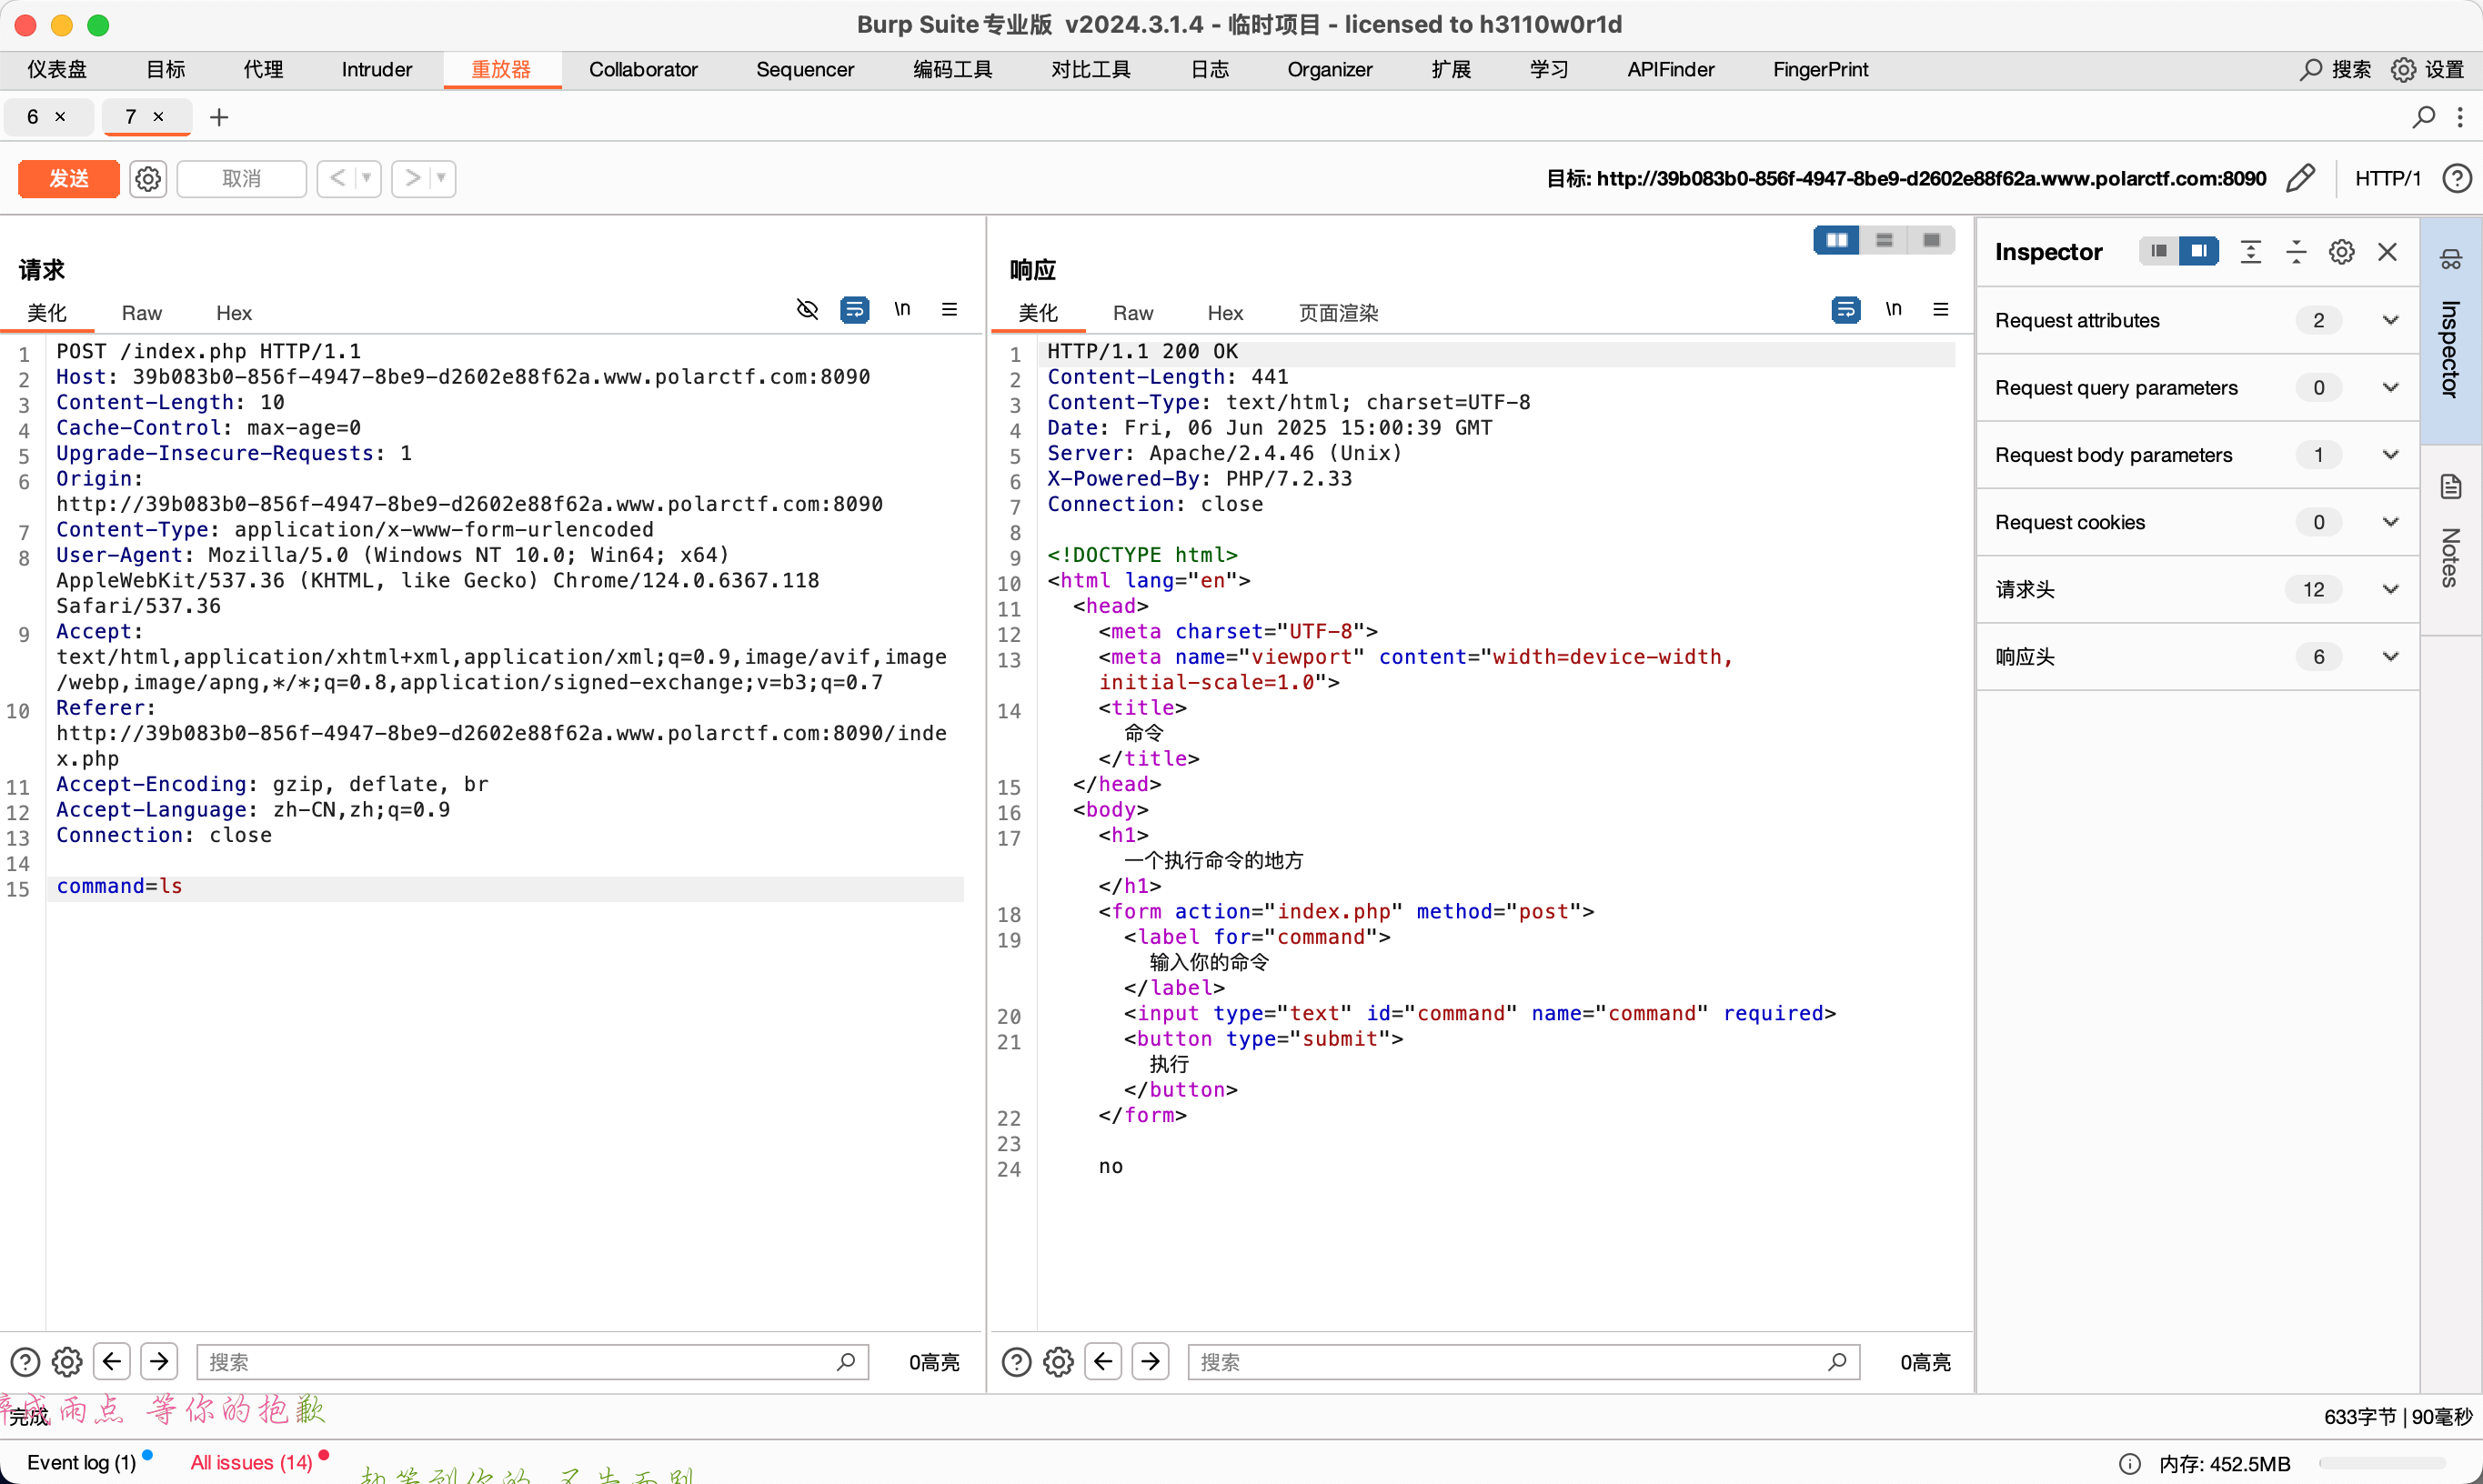 Burp Suite专业版 v2024.3.1.4 - 临时项目 - licensed to h3110w0r1d
仪表盘 目标 代理 Intruder 重放器 Collaborator Sequencer 编码工具 对比工具 日志 Organizer 扩展 学习 APIFinder FingerPrint 搜索 设置
6 × 7 × +
发送 取消 < > 目标: http://39b083b0-856f-4947-8be9-d2602e88f62a.www.polarctf.com:8090 HTTP/1
请求
美化 Raw Hex \n
1 POST /index.php HTTP/1.1
2 Host: 39b083b0-856f-4947-8be9-d2602e88f62a.www.polarctf.com:8090
3 Content-Length: 10
4 Cache-Control: max-age=0
5 Upgrade-Insecure-Requests: 1
6 Origin:
http://39b083b0-856f-4947-8be9-d2602e88f62a.www.polarctf.com:8090
7 Content-Type: application/x-www-form-urlencoded
8 User-Agent: Mozilla/5.0 (Windows NT 10.0; Win64; x64)
AppleWebKit/537.36 (KHTML, like Gecko) Chrome/124.0.6367.118
Safari/537.36
9 Accept:
text/html,application/xhtml+xml,application/xml;q=0.9,image/avif,image
/webp,image/apng,*/*;q=0.8,application/signed-exchange;v=b3;q=0.7
10 Referer:
http://39b083b0-856f-4947-8be9-d2602e88f62a.www.polarctf.com:8090/inde
x.php
11 Accept-Encoding: gzip, deflate, br
12 Accept-Language: zh-CN,zh;q=0.9
13 Connection: close
14
15 command=ls
搜索 0高亮
响应
美化 Raw Hex 页面渲染 \n
1 HTTP/1.1 200 OK
2 Content-Length: 441
3 Content-Type: text/html; charset=UTF-8
4 Date: Fri, 06 Jun 2025 15:00:39 GMT
5 Server: Apache/2.4.46 (Unix)
6 X-Powered-By: PHP/7.2.33
7 Connection: close
8
9 <!DOCTYPE html>
10 <html lang="en">
11 <head>
12 <meta charset="UTF-8">
13 <meta name="viewport" content="width=device-width,
initial-scale=1.0">
14 <title>
命令
</title>
15 </head>
16 <body>
17 <h1>
一个执行命令的地方
</h1>
18 <form action="index.php" method="post">
19 <label for="command">
输入你的命令
</label>
20 <input type="text" id="command" name="command" required>
21 <button type="submit">
执行
</button>
22 </form>
23
24 no
搜索 0高亮
Inspector
Request attributes 2
Request query parameters 0
Request body parameters 1
Request cookies 0
请求头 12
响应头 6
Inspector
Notes
完成
成雨点 等你的抱歉
633字节 | 90毫秒
Event log (1) All issues (14)
内存: 452.5MB